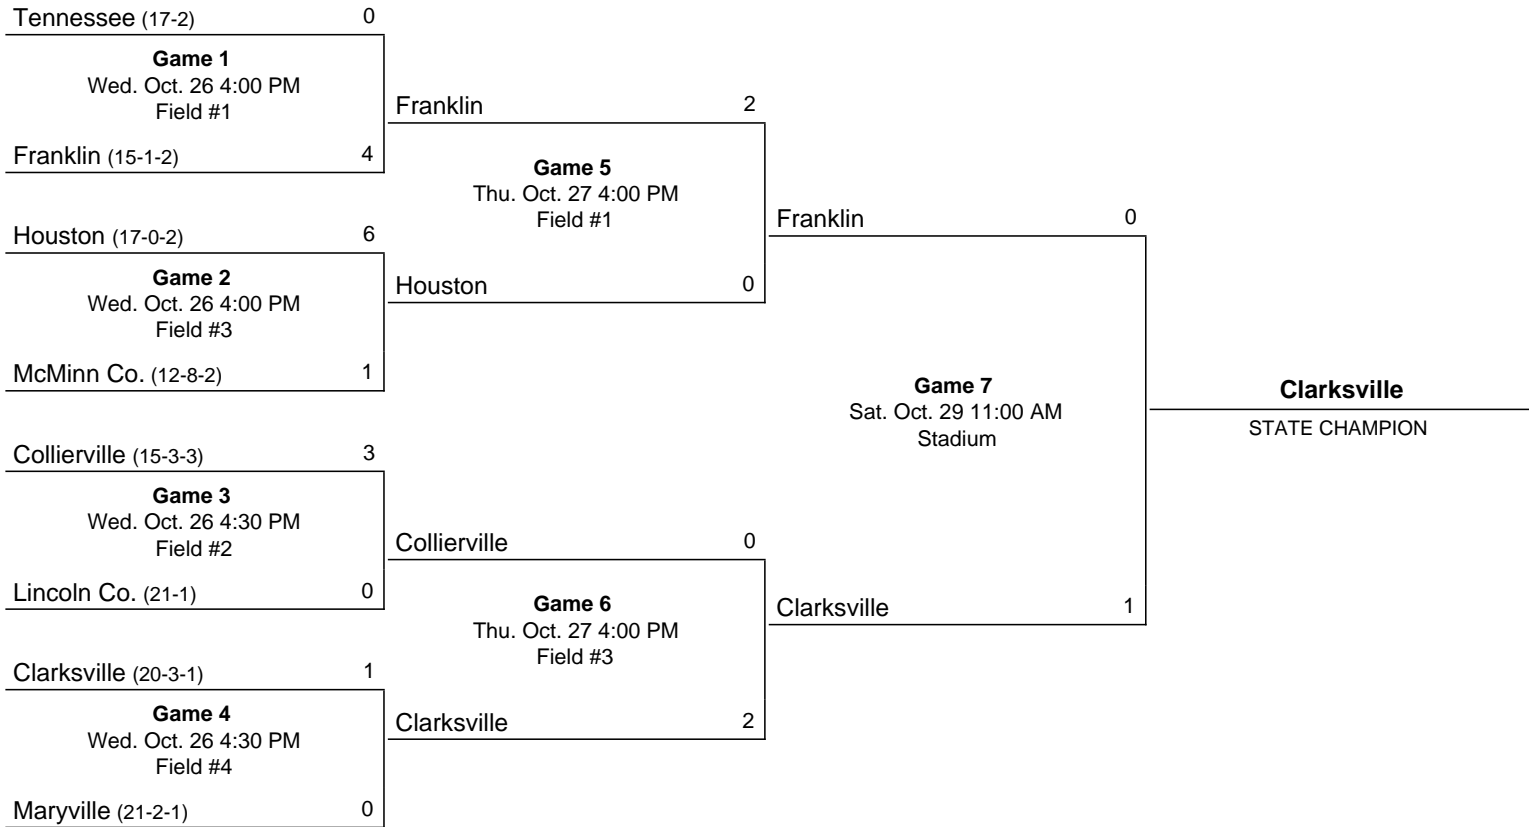 Tennessee (17-2) 0
Game 1
Wed. Oct. 26 4:00 PM
Field #1
Franklin (15-1-2) 4
Houston (17-0-2) 6
Game 2
Wed. Oct. 26 4:00 PM
Field #3
McMinn Co. (12-8-2) 1
Collierville (15-3-3) 3
Game 3
Wed. Oct. 26 4:30 PM
Field #2
Lincoln Co. (21-1) 0
Clarksville (20-3-1) 1
Game 4
Wed. Oct. 26 4:30 PM
Field #4
Maryville (21-2-1) 0
Franklin 2
Game 5
Thu. Oct. 27 4:00 PM
Field #1
Houston 0
Collierville 0
Game 6
Thu. Oct. 27 4:00 PM
Field #3
Clarksville 2
Franklin 0
Game 7
Sat. Oct. 29 11:00 AM
Stadium
Clarksville 1
Clarksville
STATE CHAMPION